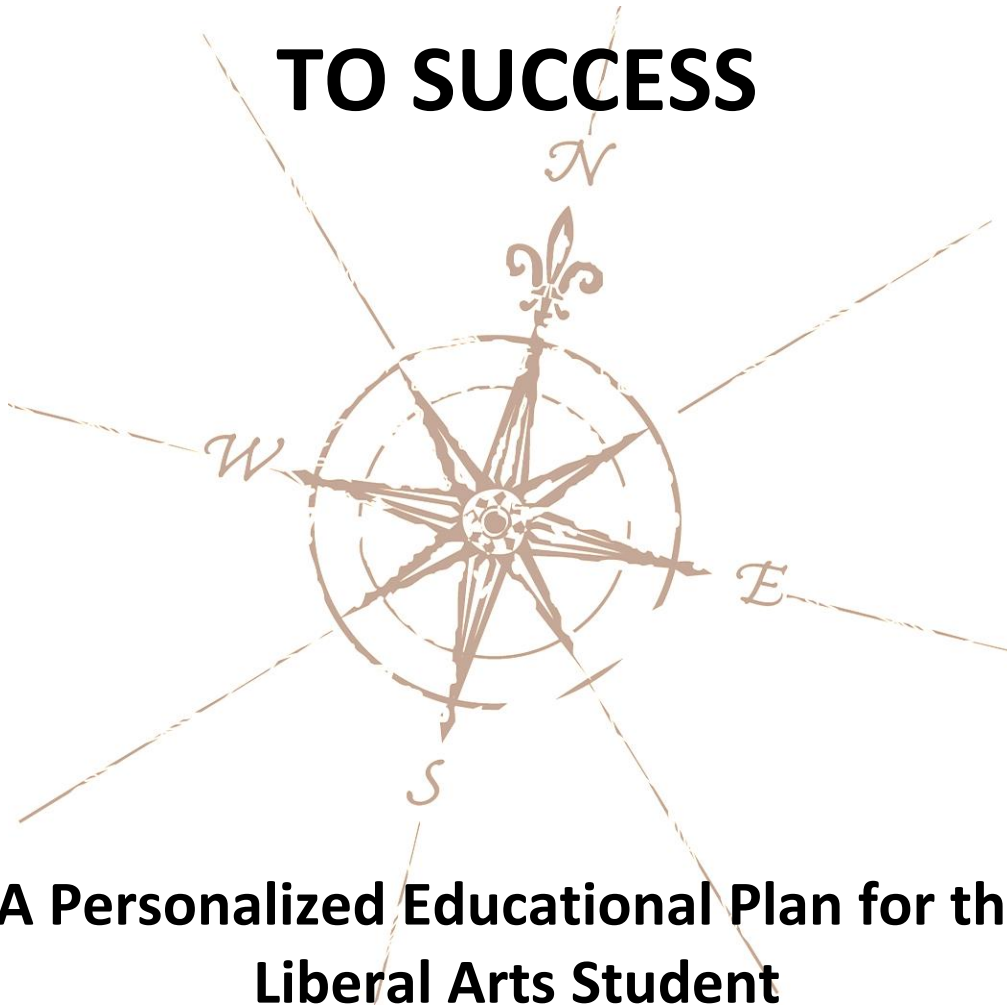 TO SUCCESS
N
W
E
S
A Personalized Educational Plan for th
Liberal Arts Student